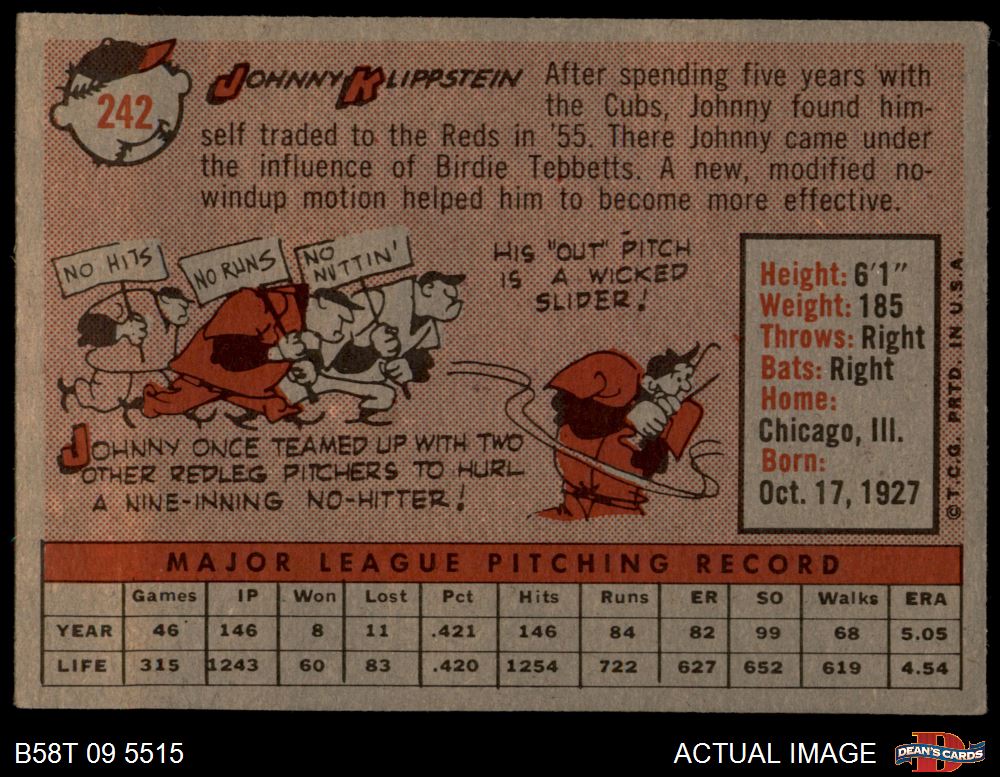 242
JOHNNY KLIPPSTEIN
After spending five years with
the Cubs, Johnny found him-
self traded to the Reds in '55. There Johnny came under
the influence of Birdie Tebbetts. A new, modified no-
windup motion helped him to become more effective.
NO HITS
NO RUNS
NO
NUTTIN'
JOHNNY ONCE TEAMED UP WITH TWO
OTHER REDLEG PITCHERS TO HURL
A NINE-INNING NO-HITTER!
HIS "OUT" PITCH
IS A WICKED
SLIDER!
Height: 6'1"
Weight: 185
Throws: Right
Bats: Right
Home:
Chicago, Ill.
Born:
Oct. 17, 1927
©T.C.G. PRTD. IN U.S.A.
MAJOR LEAGUE PITCHING RECORD
Games IP Won Lost Pct Hits Runs ER SO Walks ERA
YEAR 46 146 8 11 .421 146 84 82 99 68 5.05
LIFE 315 1243 60 83 .420 1254 722 627 652 619 4.54
B58T 09 5515
ACTUAL IMAGE
DEAN'S CARDS